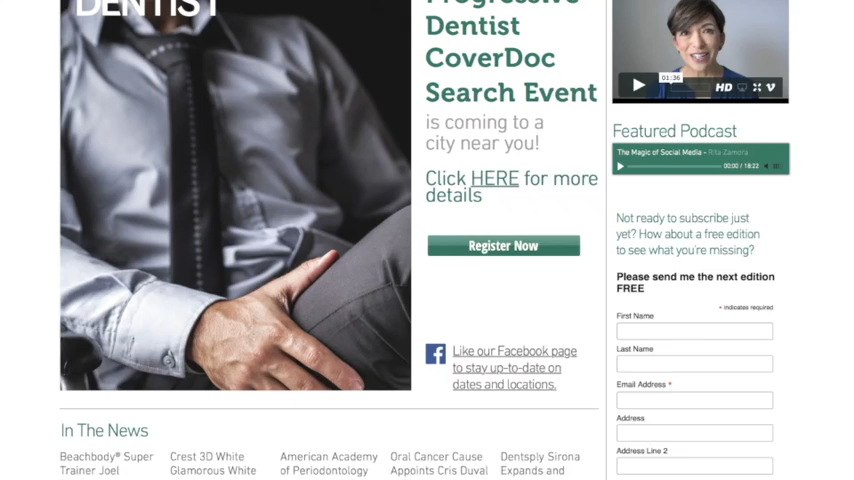 DENTIST
Progressive
Dentist
CoverDoc
Search Event
is coming to a
city near you!
Click HERE for more
details
Register Now
Like our Facebook page
to stay up-to-date on
dates and locations.
01:36
HD
Featured Podcast
The Magic of Social Media - Rita Zamora
00:00 / 18:22
Not ready to subscribe just
yet? How about a free edition
to see what you're missing?
Please send me the next edition
FREE
* indicates required
First Name
Last Name
Email Address *
Address
Address Line 2
In The News
Beachbody® Super
Trainer Joel
Crest 3D White
Glamorous White
American Academy
of Periodontology
Oral Cancer Cause
Appoints Cris Duval
Dentsply Sirona
Expands and